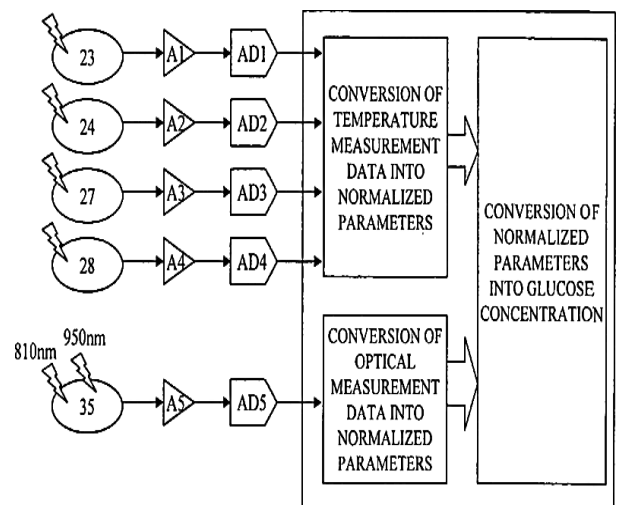 23 A1 AD1
24 A2 AD2
27 A3 AD3
28 A4 AD4
CONVERSION OF
TEMPERATURE
MEASUREMENT
DATA INTO
NORMALIZED
PARAMETERS
810nm 950nm
35 A5 AD5
CONVERSION OF
OPTICAL
MEASUREMENT
DATA INTO
NORMALIZED
PARAMETERS
CONVERSION OF
NORMALIZED
PARAMETERS
INTO GLUCOSE
CONCENTRATION